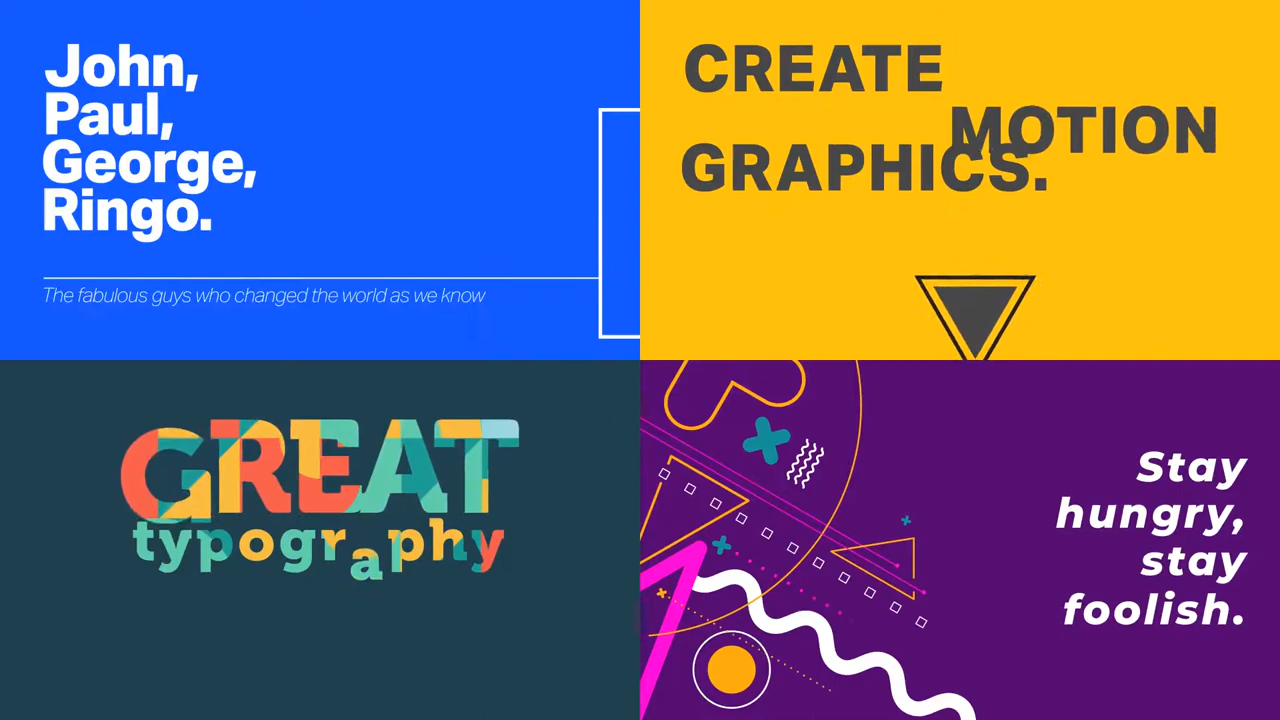 John,
Paul,
George,
Ringo.
The fabulous guys who changed the world as we know
CREATE
MOTION
GRAPHICS.
GREAT
typography
Stay
hungry,
stay
foolish.